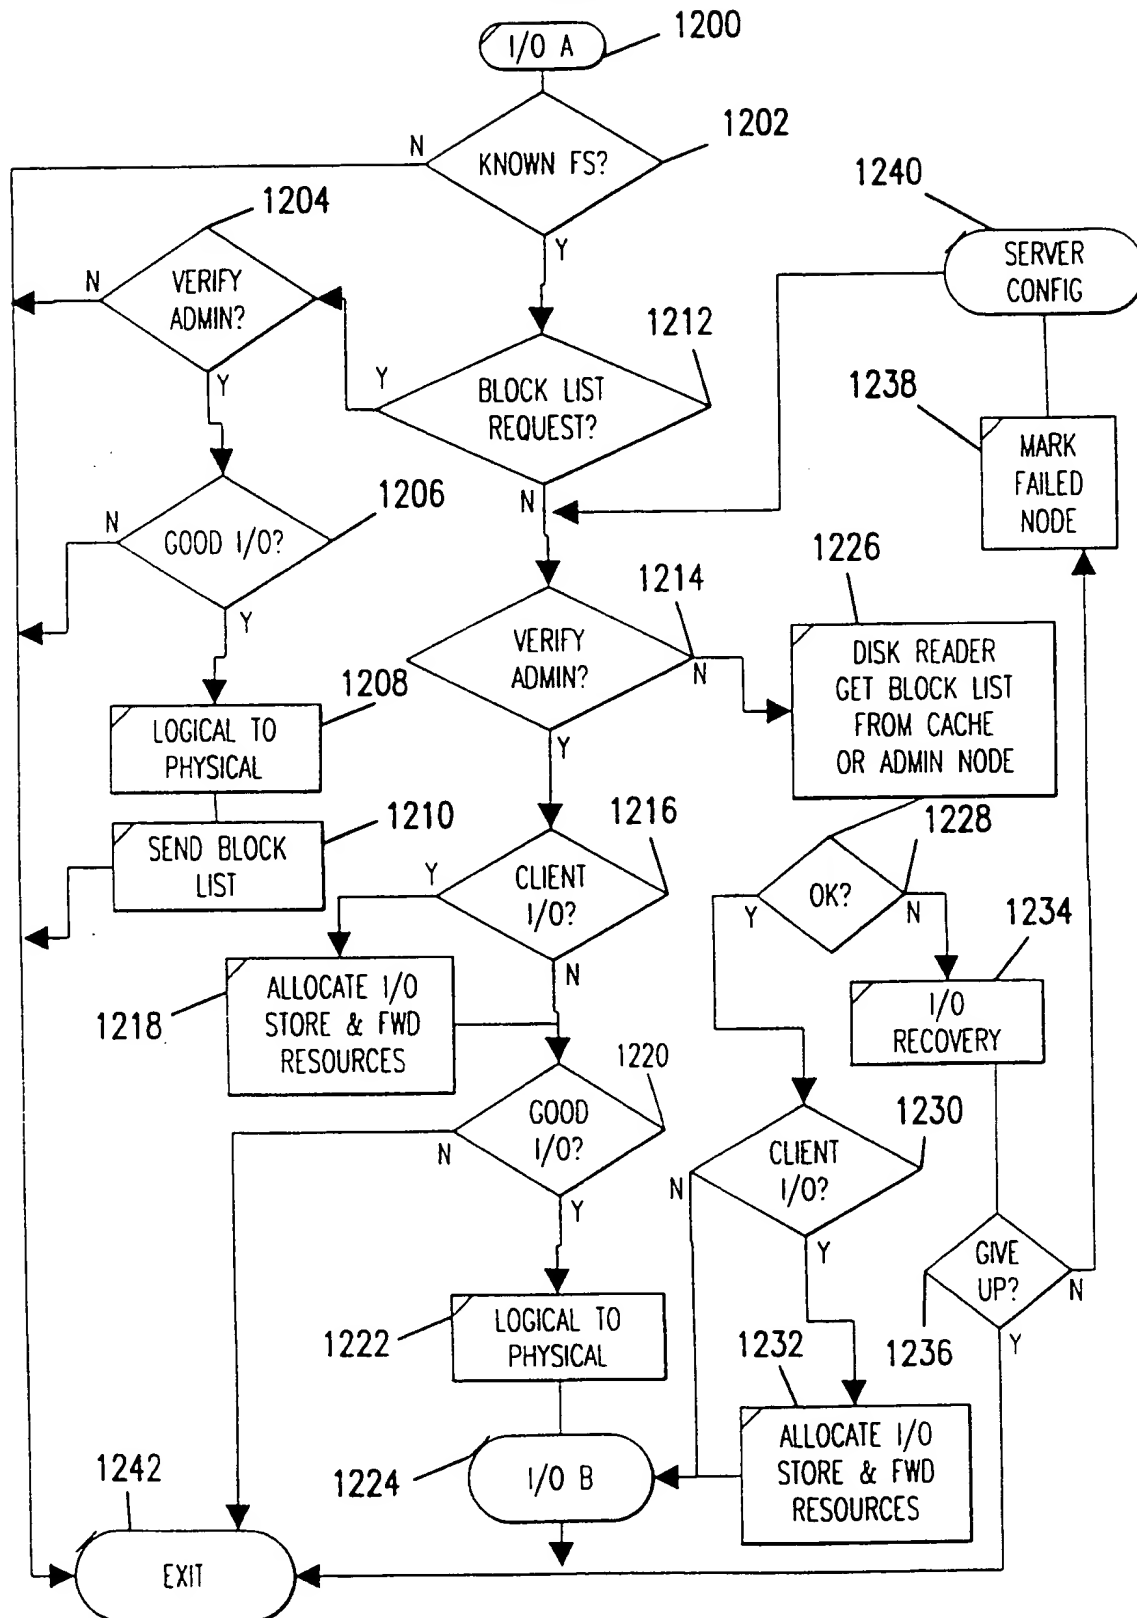 I/O A
1200
N
KNOWN FS?
1202
Y
1204
N
VERIFY
ADMIN?
Y
1240
SERVER
CONFIG
1212
Y
BLOCK LIST
REQUEST?
N
1238
MARK
FAILED
NODE
1206
N
GOOD I/O?
Y
1214
VERIFY
ADMIN?
N
Y
1226
DISK READER
GET BLOCK LIST
FROM CACHE
OR ADMIN NODE
1208
LOGICAL TO
PHYSICAL
1210
SEND BLOCK
LIST
1216
Y
CLIENT
I/O?
N
1228
Y
OK?
N
1234
I/O
RECOVERY
1218
ALLOCATE I/O
STORE & FWD
RESOURCES
1220
GOOD
I/O?
N
Y
1230
CLIENT
I/O?
N
Y
GIVE
UP?
N
Y
1236
1222
LOGICAL TO
PHYSICAL
1232
ALLOCATE I/O
STORE & FWD
RESOURCES
1224
I/O B
1242
EXIT